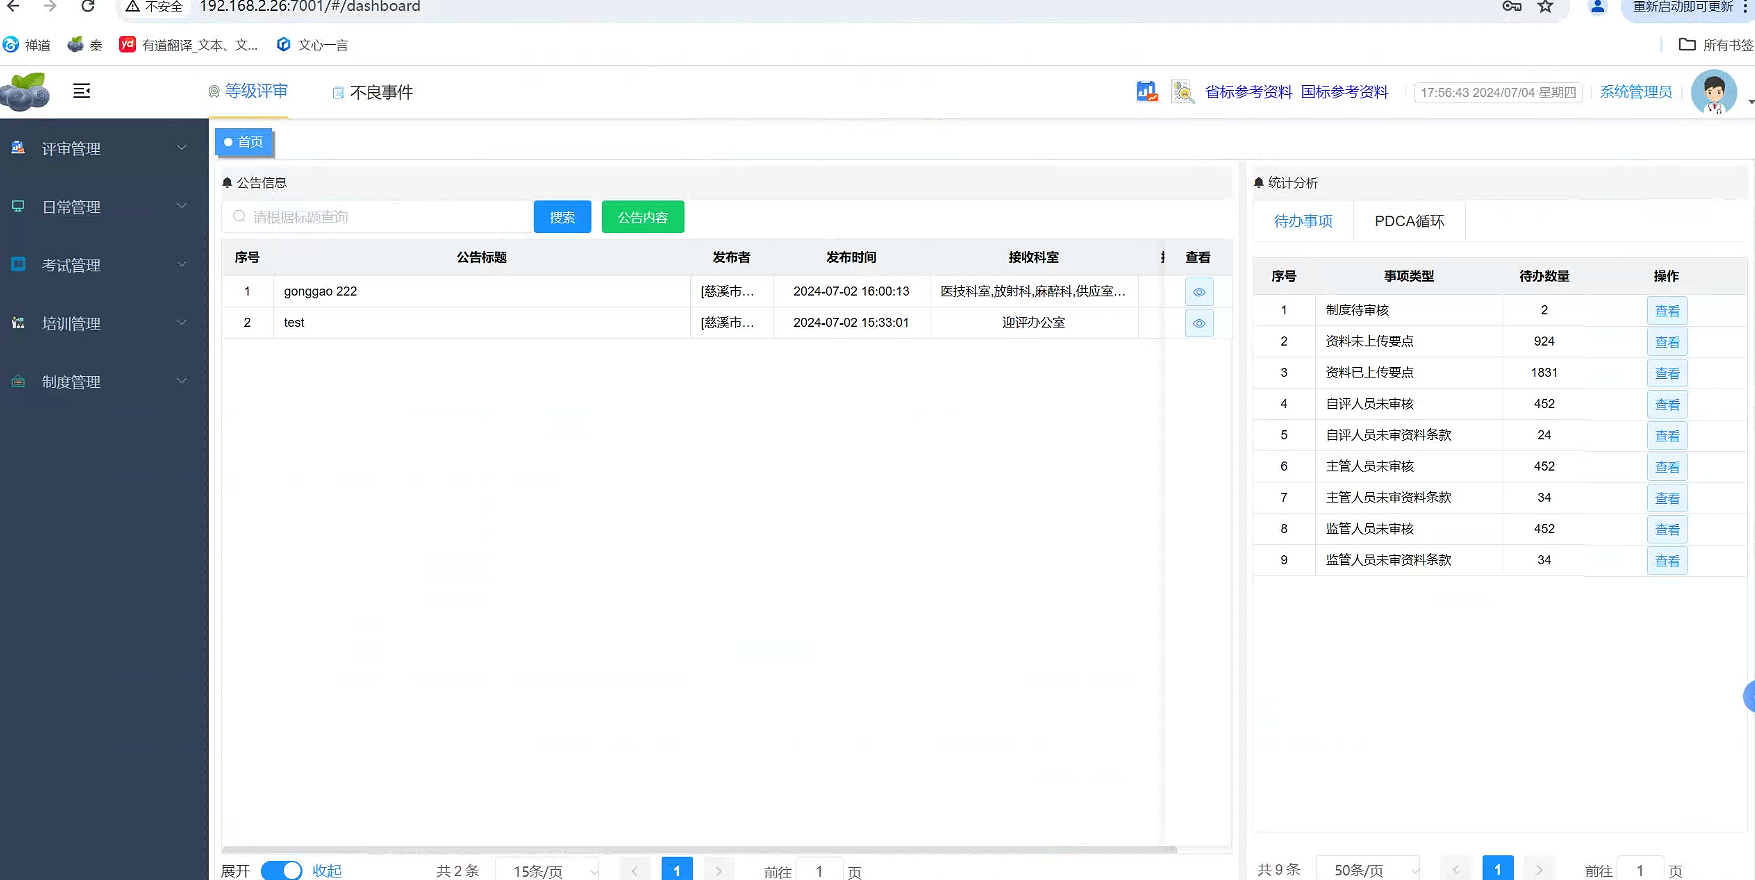 不安全 192.168.2.26:7001/#/dashboard 重新启动即可更新
禅道 秦 yd 有道翻译_文本、文... 文心一言 所有书签
等级评审 不良事件 省标参考资料 国标参考资料 17:56:43 2024/07/04 星期四 系统管理员
评审管理
日常管理
考试管理
培训管理
制度管理
首页
公告信息
请根据标题查询 搜索 公告内容
序号 公告标题 发布者 发布时间 接收科室 查看
1 gonggao 222 [慈溪市... 2024-07-02 16:00:13 医技科室,放射科,麻醉科,供应室...
2 test [慈溪市... 2024-07-02 15:33:01 迎评办公室
展开 收起 共 2 条 15条/页 1 前往 1 页
统计分析
待办事项 PDCA循环
序号 事项类型 待办数量 操作
1 制度待审核 2 查看
2 资料未上传要点 924 查看
3 资料已上传要点 1831 查看
4 自评人员未审核 452 查看
5 自评人员未审资料条款 24 查看
6 主管人员未审核 452 查看
7 主管人员未审资料条款 34 查看
8 监管人员未审核 452 查看
9 监管人员未审资料条款 34 查看
共 9 条 50条/页 1 前往 1 页